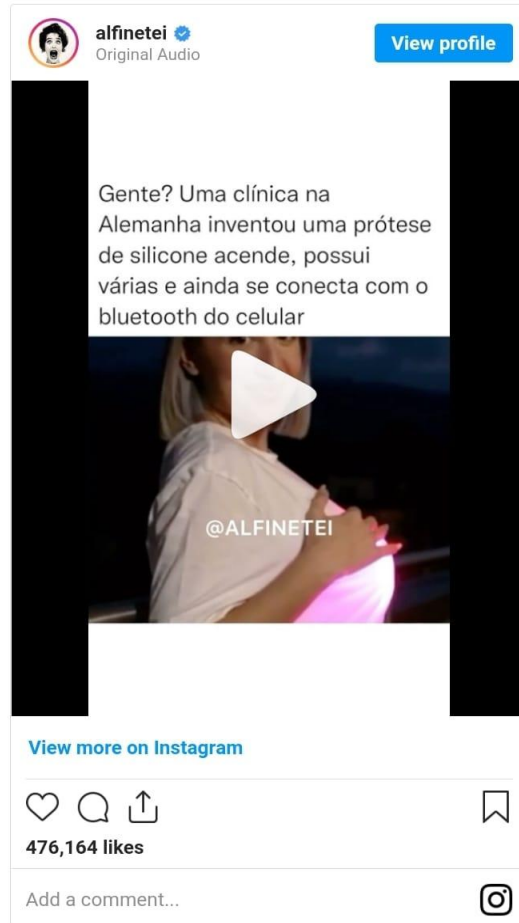 alfinetei
Original Audio
View profile
Gente? Uma clínica na
Alemanha inventou uma prótese
de silicone acende, possui
várias e ainda se conecta com o
bluetooth do celular
@ALFINETEI
View more on Instagram
476,164 likes
Add a comment...